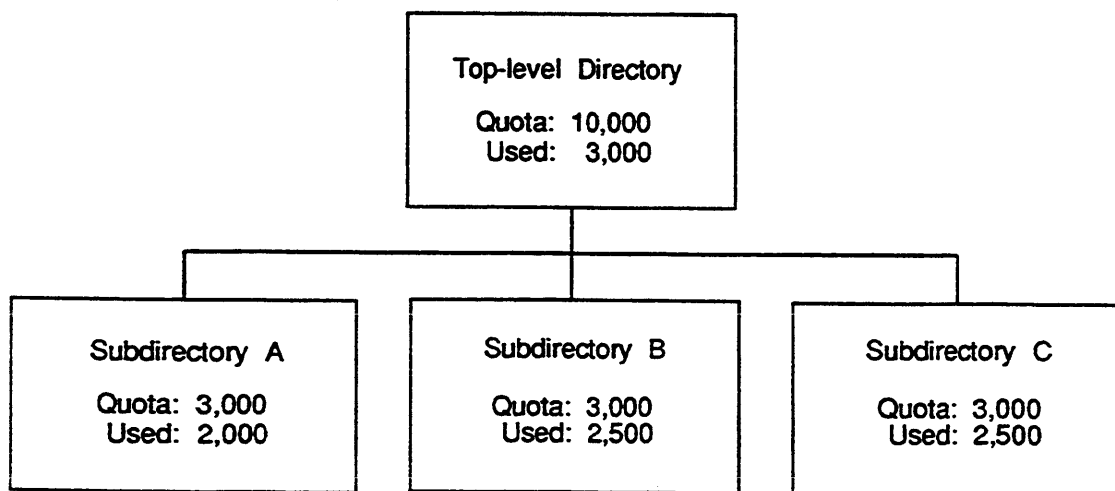 Top-level Directory
Quota: 10,000
Used: 3,000
Subdirectory A
Quota: 3,000
Used: 2,000
Subdirectory B
Quota: 3,000
Used: 2,500
Subdirectory C
Quota: 3,000
Used: 2,500